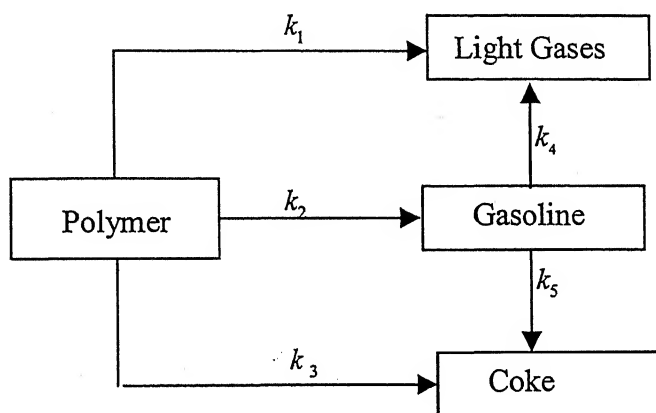 k₁
Light Gases
k₄
Polymer
k₂
Gasoline
k₅
k₃
Coke